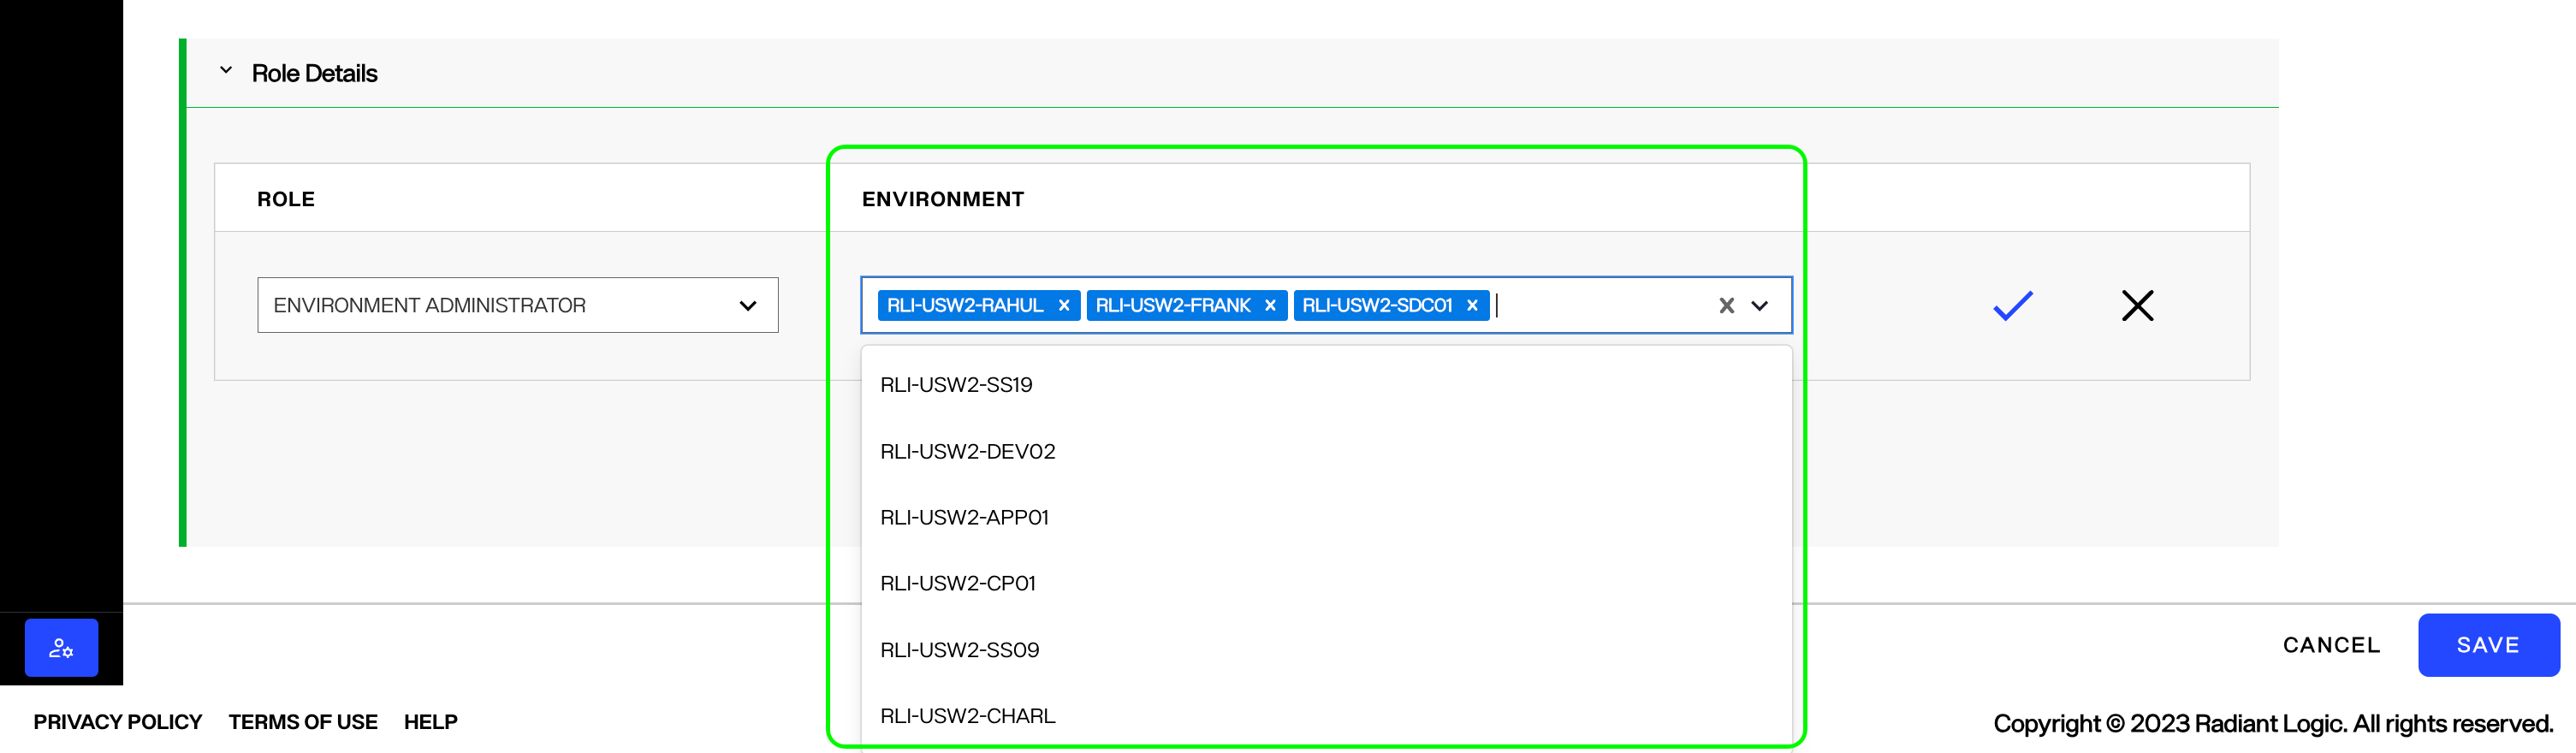 Role Details
ROLE ENVIRONMENT
ENVIRONMENT ADMINISTRATOR RLI-USW2-RAHUL RLI-USW2-FRANK RLI-USW2-SDC01
RLI-USW2-SS19
RLI-USW2-DEV02
RLI-USW2-APP01
RLI-USW2-CP01
RLI-USW2-SS09
RLI-USW2-CHARL
CANCEL SAVE
PRIVACY POLICY TERMS OF USE HELP Copyright © 2023 Radiant Logic. All rights reserved.